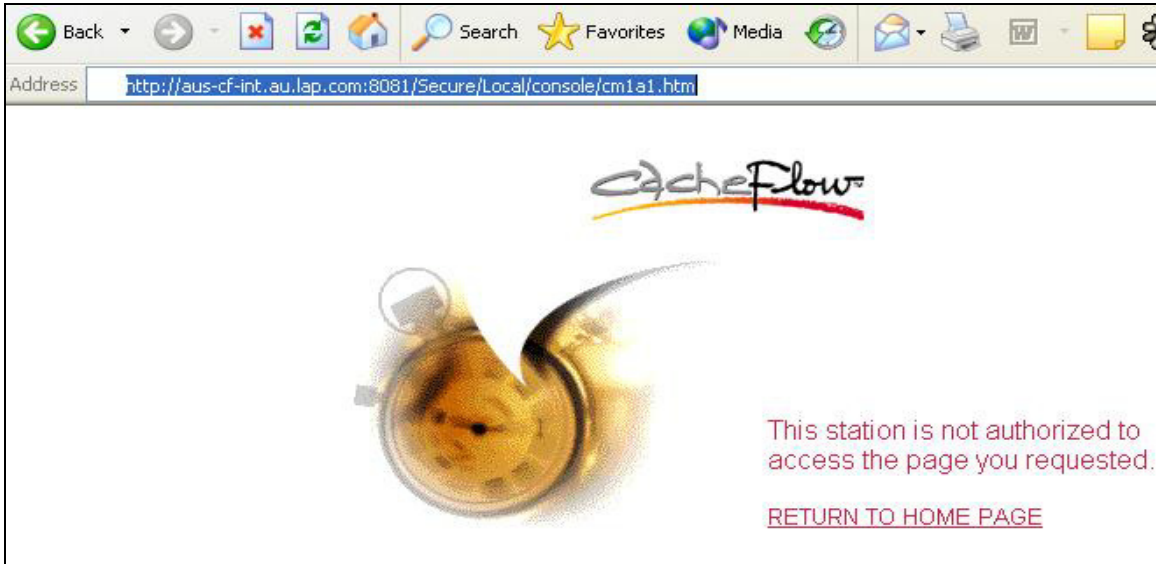 Back Search Favorites Media
Address http://aus-cf-int.au.lap.com:8081/Secure/Local/console/cm1a1.htm
CacheFlow™
This station is not authorized to
access the page you requested.
RETURN TO HOME PAGE